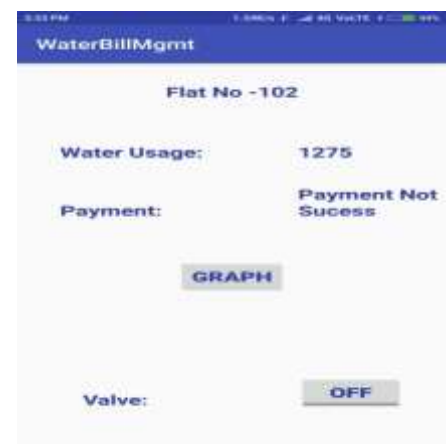 WaterBillMgmt
Flat No -102
Water Usage: 1275
Payment: Payment Not
Sucess
GRAPH
Valve: OFF